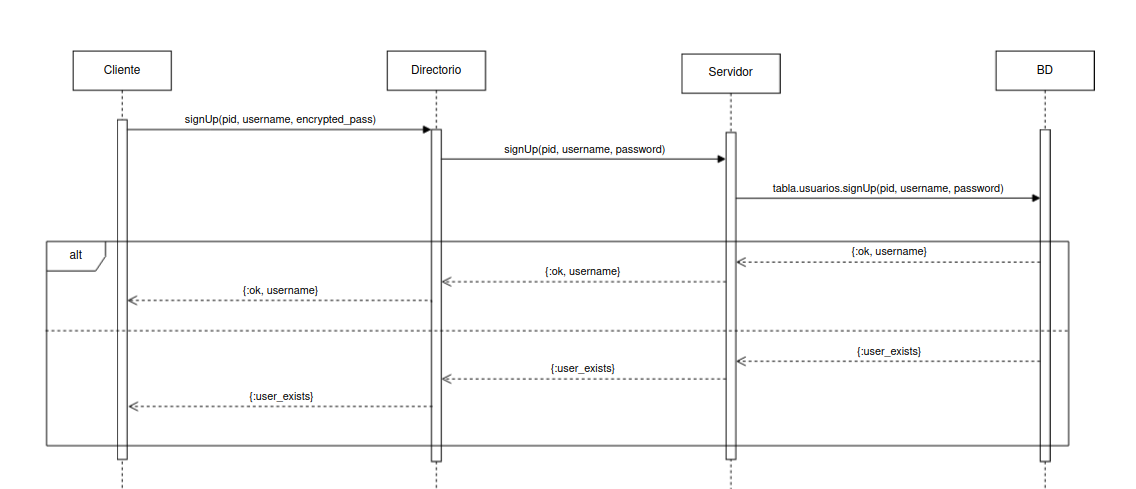 Cliente
Directorio
Servidor
BD
signUp(pid, username, encrypted_pass)
signUp(pid, username, password)
tabla.usuarios.signUp(pid, username, password)
alt
{:ok, username}
{:ok, username}
{:ok, username}
{:user_exists}
{:user_exists}
{:user_exists}